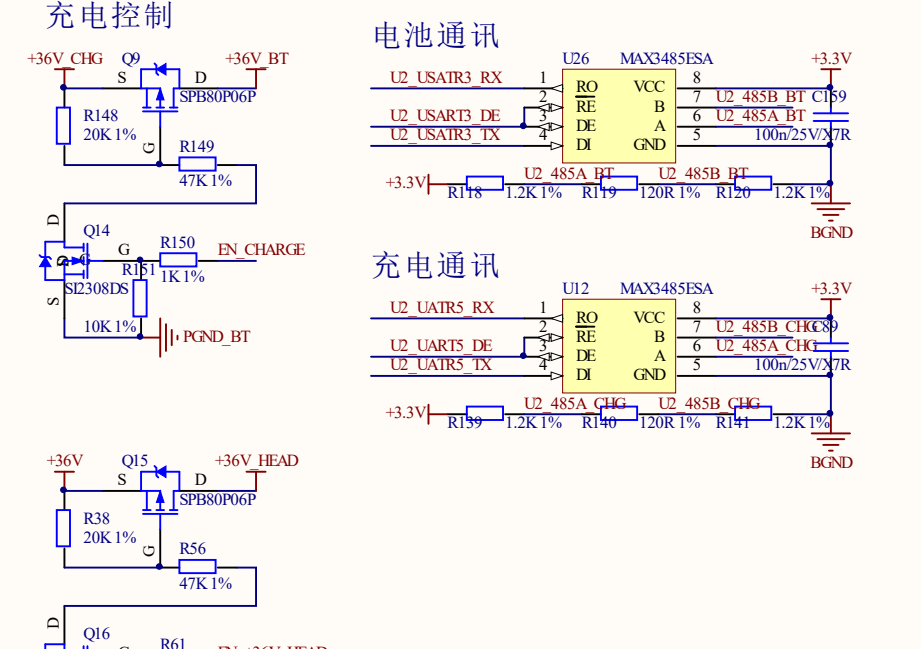 充电控制
+36V_CHG
Q9
+36V_BT
S
D
SPB80P06P
R148
20K 1%
G
R149
47K 1%
D
Q14
G
R150
EN_CHARGE
1K 1%
R151
SI2308DS
S
10K 1%
PGND_BT
+36V
Q15
+36V_HEAD
S
D
SPB80P06P
R38
20K 1%
G
R56
47K 1%
D
Q16
R61
电池通讯
U26
MAX3485ESA
+3.3V
U2_USATR3_RX
1
RO
VCC
8
2
RE
B
7
U2_485B_BT
C159
U2_USART3_DE
3
DE
A
6
U2_485A_BT
U2_USATR3_TX
4
DI
GND
5
100n/25V/X7R
+3.3V
U2_485A_BT
U2_485B_BT
R118
1.2K 1%
R119
120R 1%
R120
1.2K 1%
BGND
充电通讯
U12
MAX3485ESA
+3.3V
U2_UATR5_RX
1
RO
VCC
8
2
RE
B
7
U2_485B_CHG
C89
U2_UART5_DE
3
DE
A
6
U2_485A_CHG
U2_UATR5_TX
4
DI
GND
5
100n/25V/X7R
+3.3V
U2_485A_CHG
U2_485B_CHG
R139
1.2K 1%
R140
120R 1%
R141
1.2K 1%
BGND